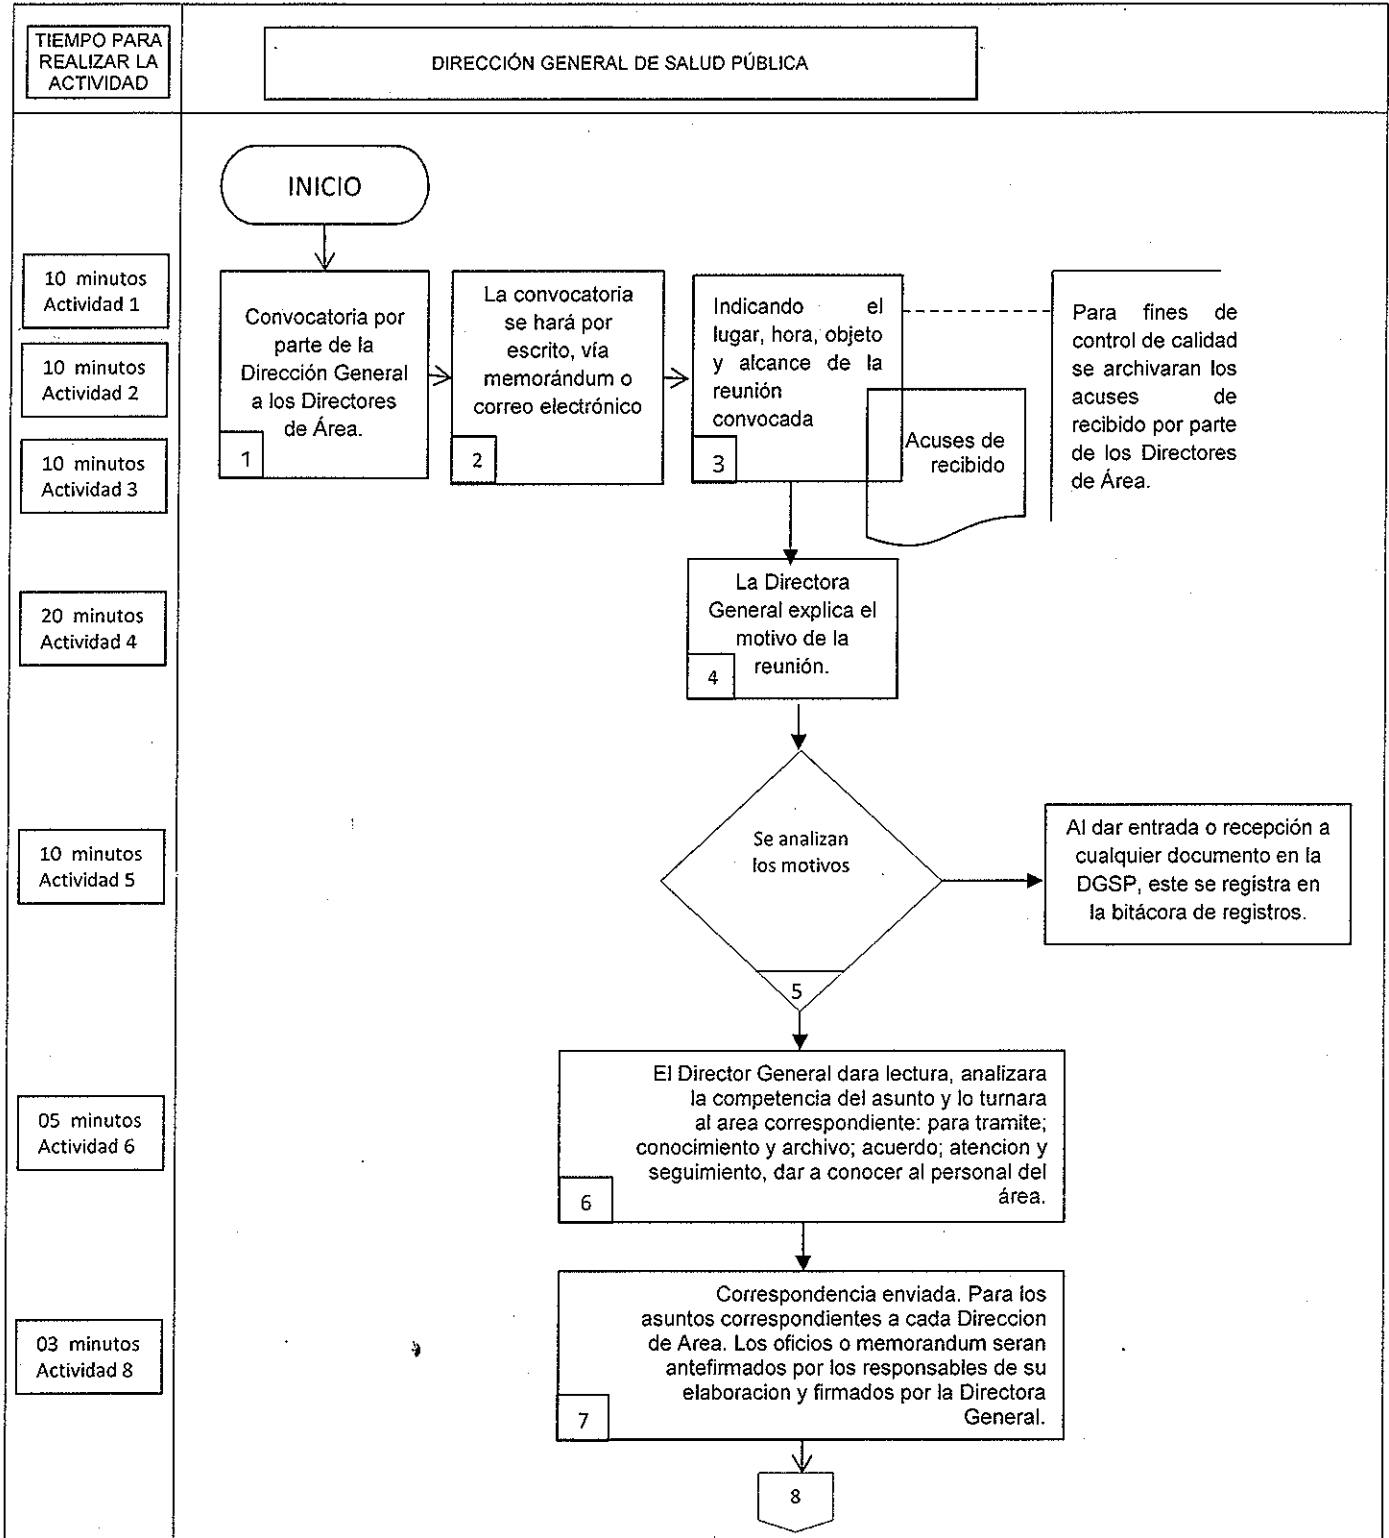 TIEMPO PARA
REALIZAR LA
ACTIVIDAD
DIRECCIÓN GENERAL DE SALUD PÚBLICA
INICIO
10 minutos
Actividad 1
10 minutos
Actividad 2
10 minutos
Actividad 3
Convocatoria por
parte de la
Dirección General
a los Directores
de Área.
1
La convocatoria
se hará por
escrito, vía
memorándum o
correo electrónico
2
Indicando el
lugar, hora, objeto
y alcance de la
reunión
convocada
3
Acuses de
recibido
Para fines de
control de calidad
se archivaran los
acuses de
recibido por parte
de los Directores
de Área.
20 minutos
Actividad 4
La Directora
General explica el
motivo de la
reunión.
4
10 minutos
Actividad 5
Se analizan
los motivos
5
Al dar entrada o recepción a
cualquier documento en la
DGSP, este se registra en
la bitácora de registros.
05 minutos
Actividad 6
El Director General dara lectura, analizara
la competencia del asunto y lo turnara
al area correspondiente: para tramite;
conocimiento y archivo; acuerdo; atencion y
seguimiento, dar a conocer al personal del
área.
6
03 minutos
Actividad 8
Correspondencia enviada. Para los
asuntos correspondientes a cada Direccion
de Area. Los oficios o memorandum seran
antefirmados por los responsables de su
elaboracion y firmados por la Directora
General.
7
8